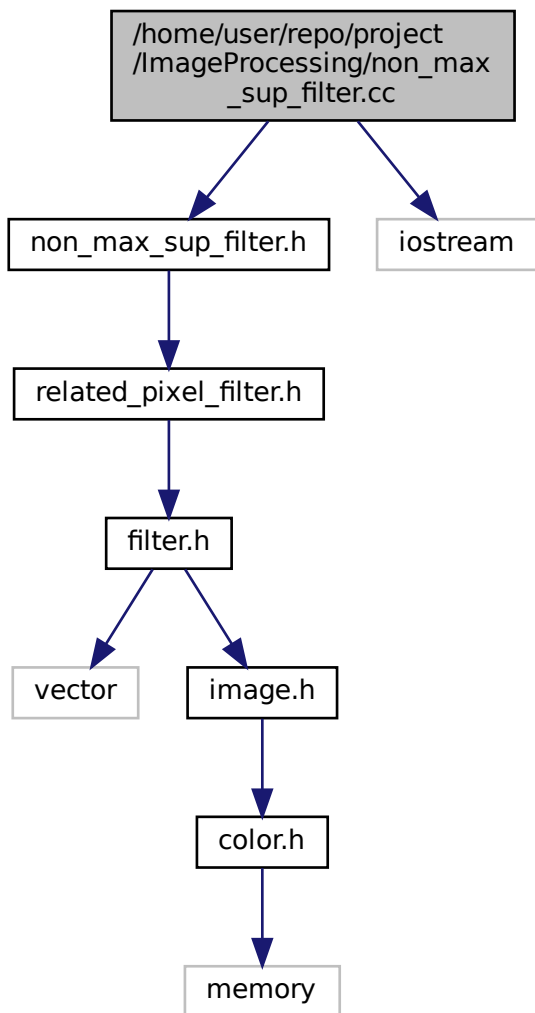 /home/user/repo/project
/ImageProcessing/non_max
_sup_filter.cc
non_max_sup_filter.h
iostream
related_pixel_filter.h
filter.h
vector
image.h
color.h
memory